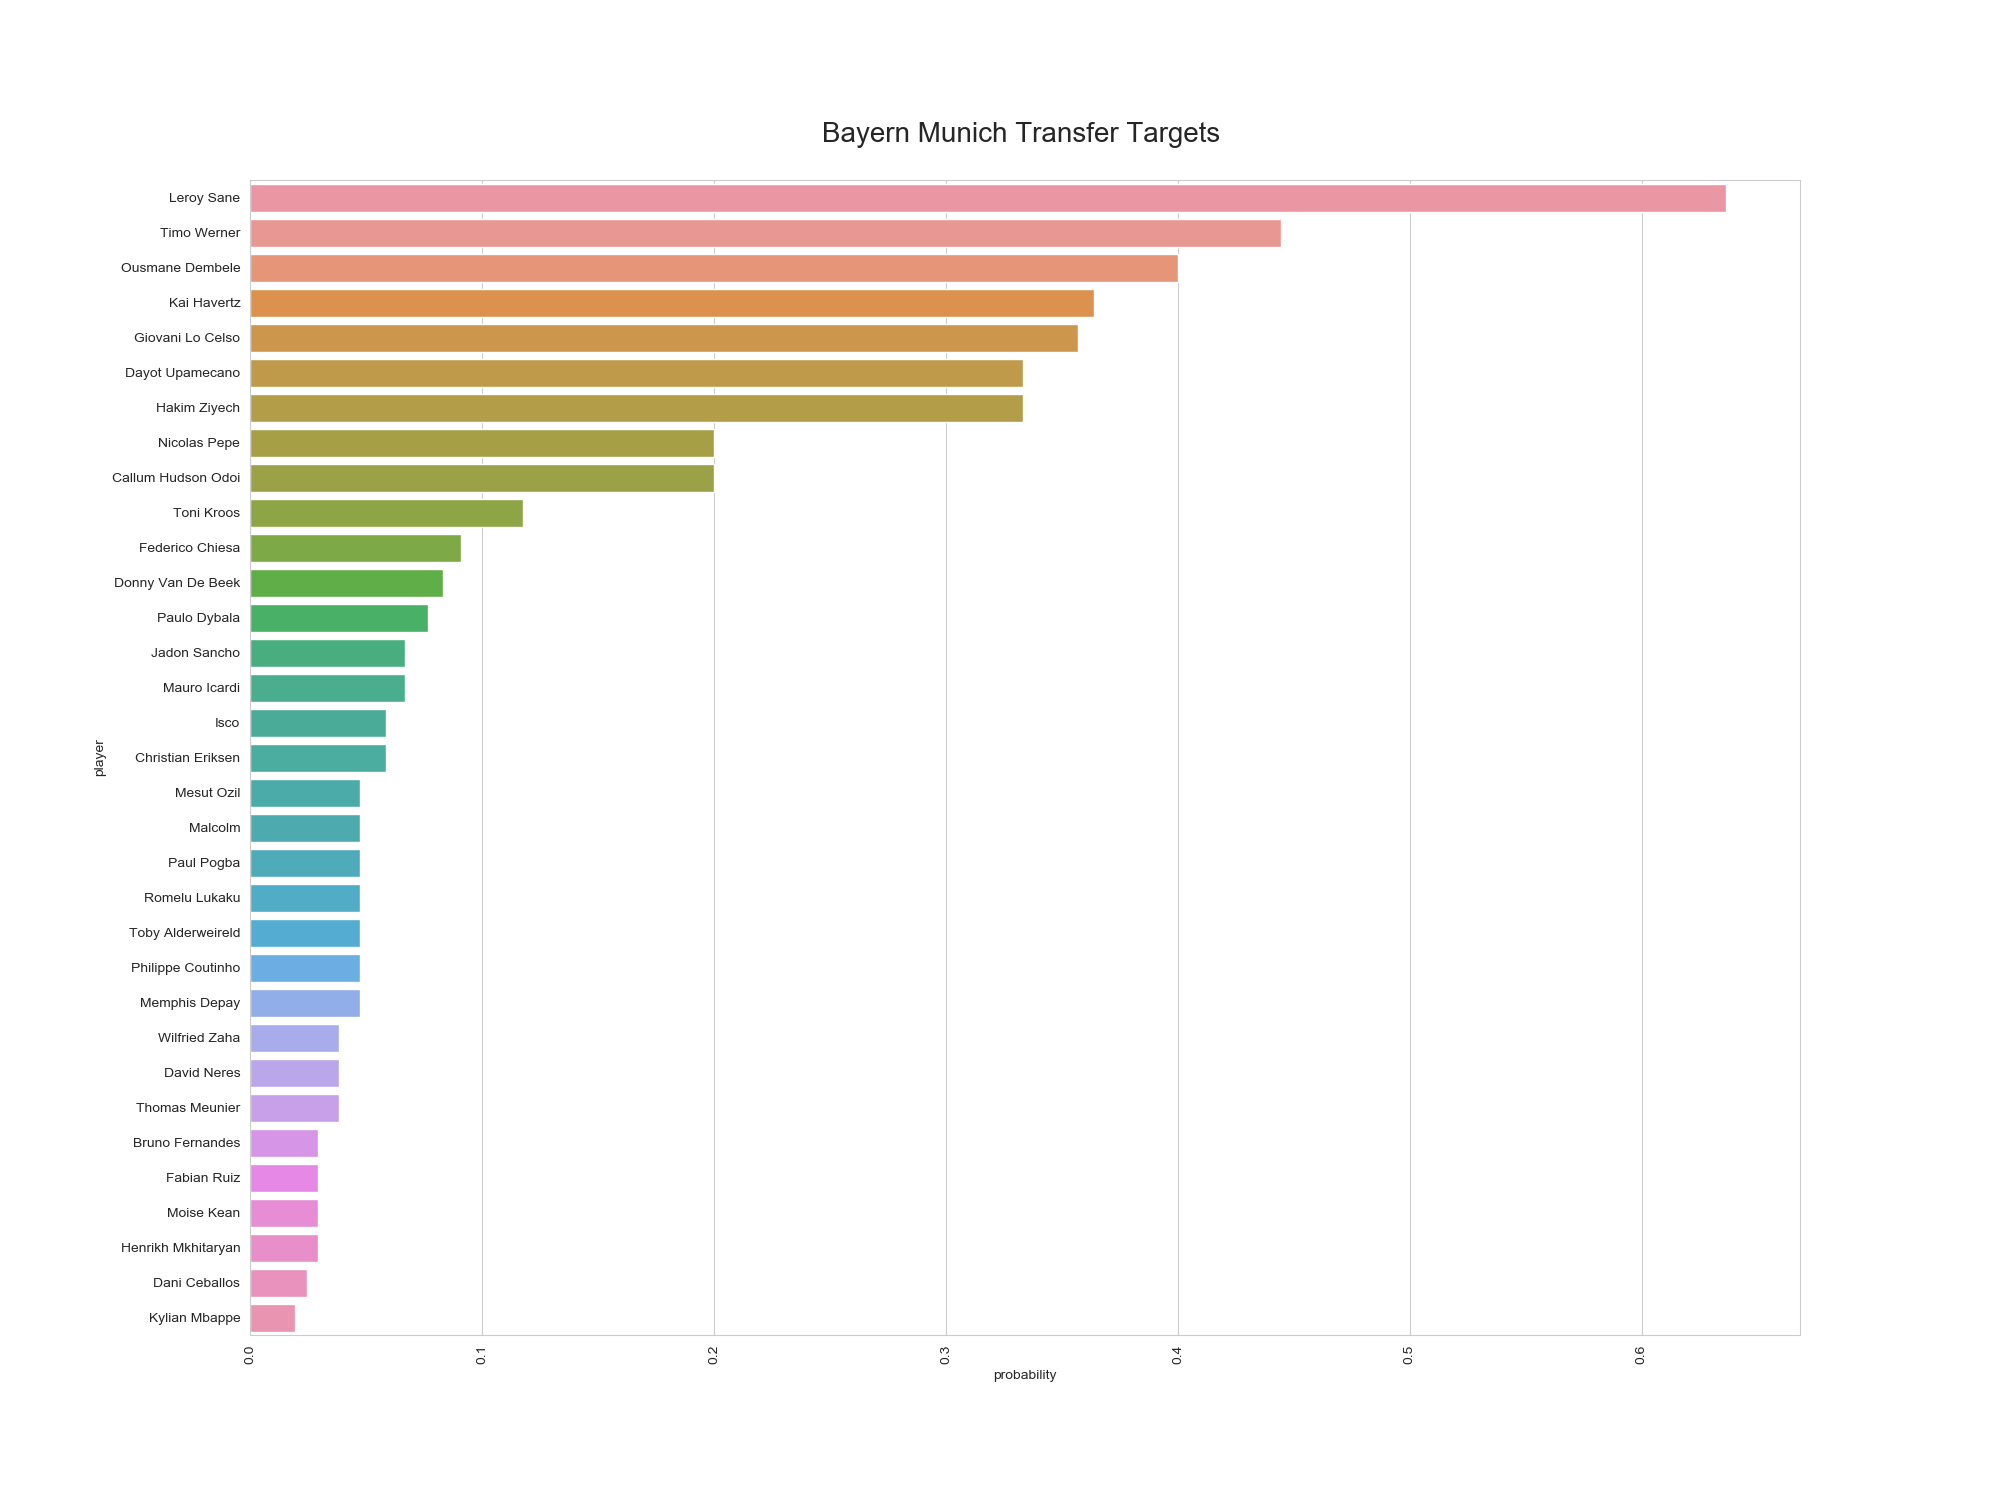 Bayern Munich Transfer Targets
Leroy Sane
Timo Werner
Ousmane Dembele
Kai Havertz
Giovani Lo Celso
Dayot Upamecano
Hakim Ziyech
Nicolas Pepe
Callum Hudson Odoi
Toni Kroos
Federico Chiesa
Donny Van De Beek
Paulo Dybala
Jadon Sancho
Mauro Icardi
Isco
Christian Eriksen
Mesut Ozil
Malcolm
Paul Pogba
Romelu Lukaku
Toby Alderweireld
Philippe Coutinho
Memphis Depay
Wilfried Zaha
David Neres
Thomas Meunier
Bruno Fernandes
Fabian Ruiz
Moise Kean
Henrikh Mkhitaryan
Dani Ceballos
Kylian Mbappe
player
0.0 0.1 0.2 0.3 0.4 0.5 0.6
probability